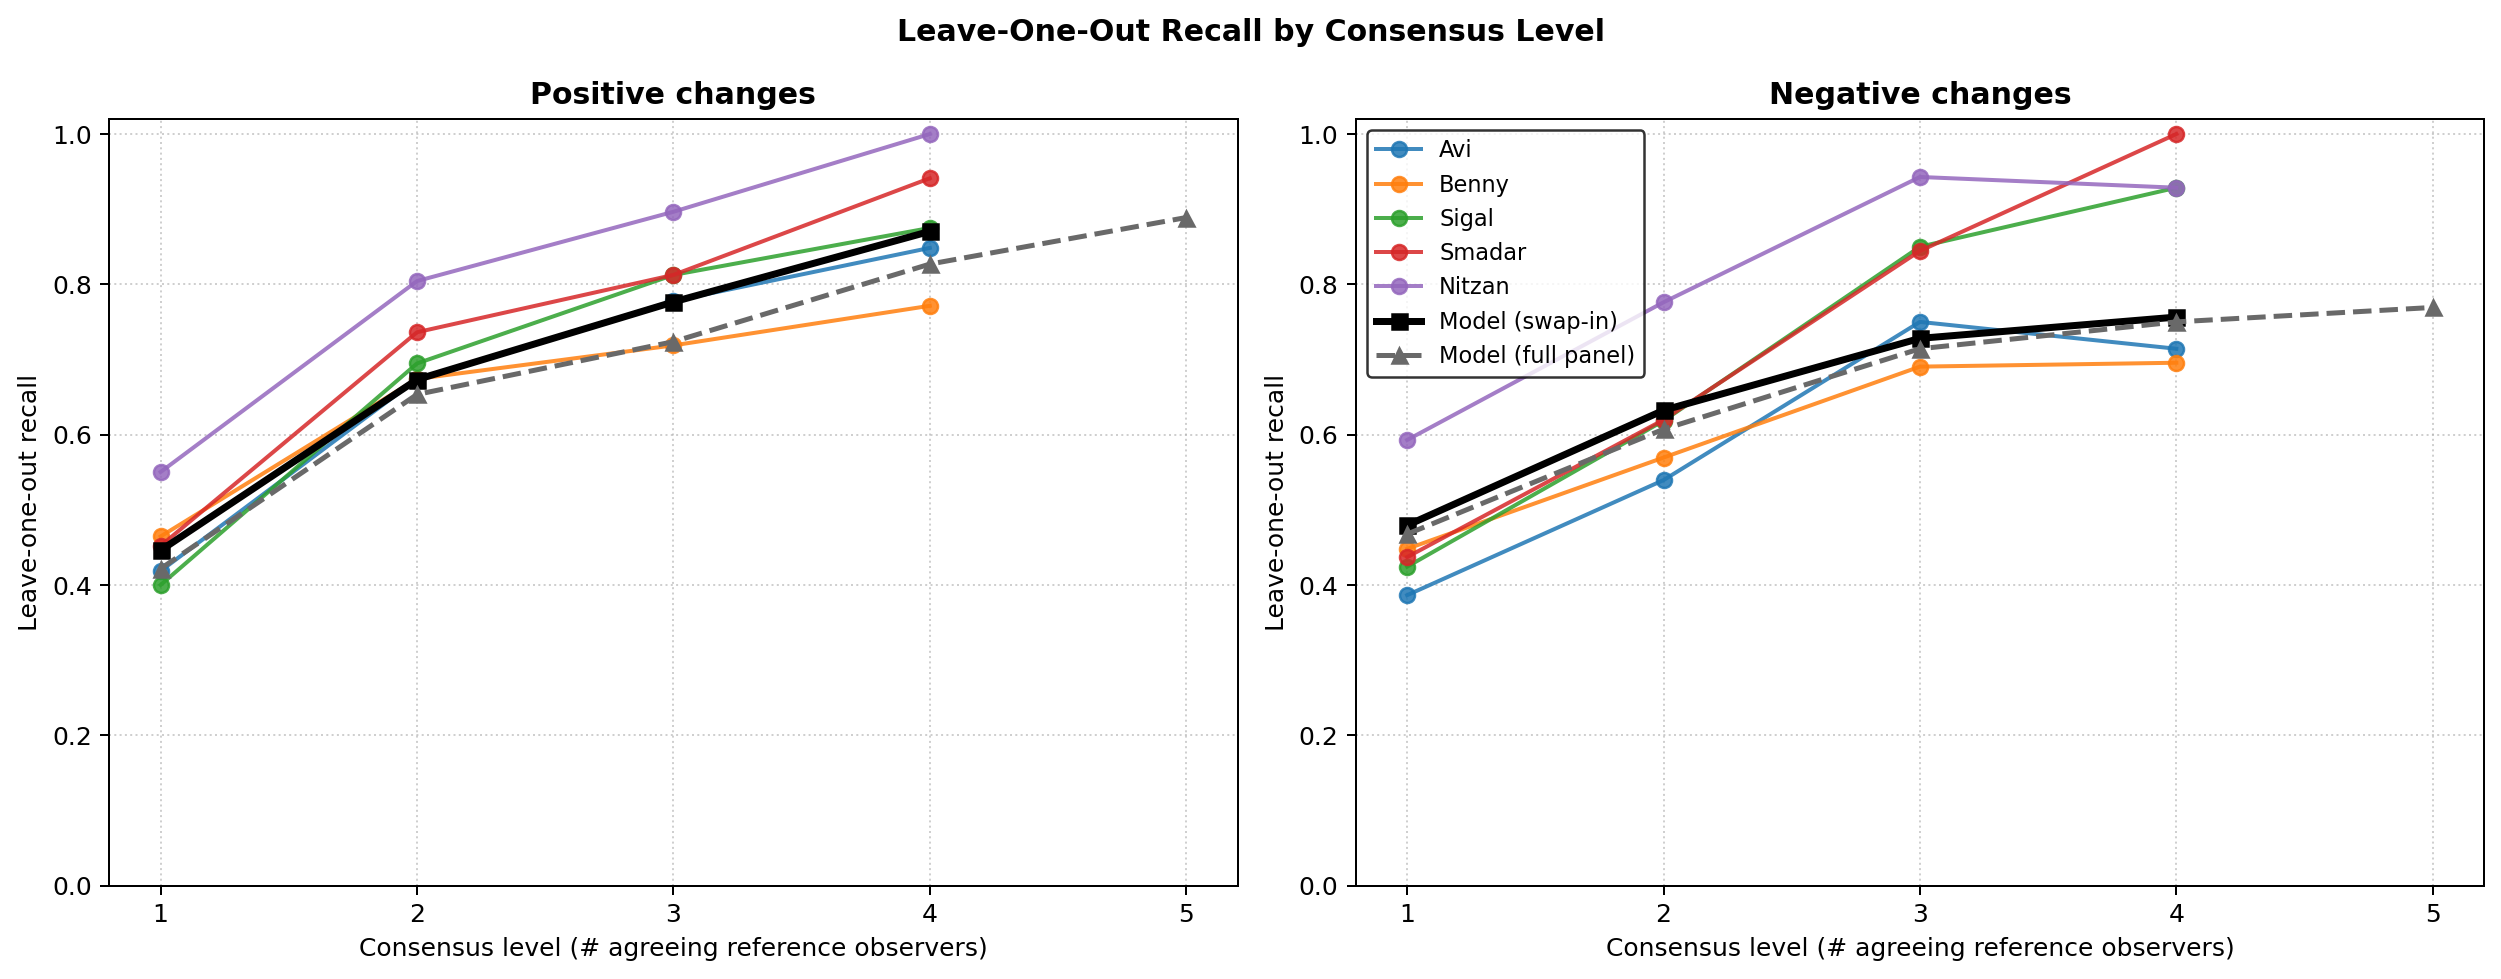 Leave-One-Out Recall by Consensus Level
Positive changes
Leave-one-out recall
1.0
0.8
0.6
0.4
0.2
0.0
1 2 3 4 5
Consensus level (# agreeing reference observers)
Negative changes
Leave-one-out recall
1.0
0.8
0.6
0.4
0.2
0.0
Avi
Benny
Sigal
Smadar
Nitzan
Model (swap-in)
Model (full panel)
1 2 3 4 5
Consensus level (# agreeing reference observers)